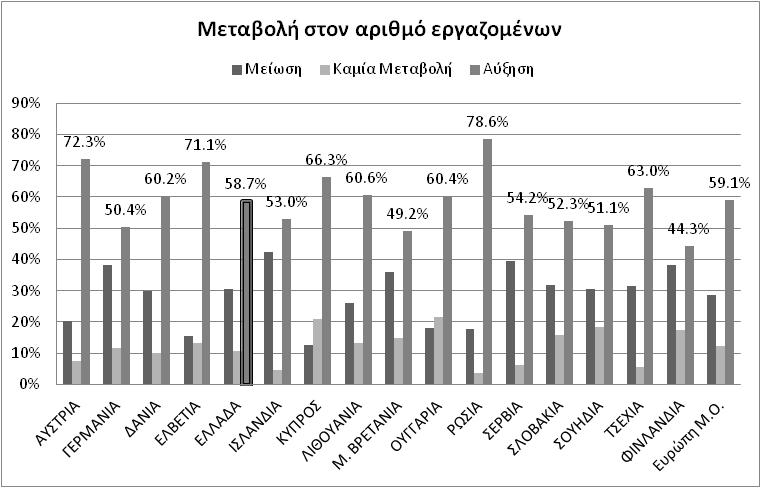 Μεταβολή στον αριθμό εργαζομένων
Μείωση Καμία Μεταβολή Αύξηση
90%
80%
70%
60%
50%
40%
30%
20%
10%
0%
72.3%
50.4%
60.2%
71.1%
58.7%
53.0%
66.3%
60.6%
49.2%
60.4%
78.6%
54.2%
52.3%
51.1%
63.0%
44.3%
59.1%
ΑΥΣΤΡΙΑ
ΓΕΡΜΑΝΙΑ
ΔΑΝΙΑ
ΕΛΒΕΤΙΑ
ΕΛΛΑΔΑ
ΙΣΛΑΝΔΙΑ
ΚΥΠΡΟΣ
ΛΙΘΟΥΑΝΙΑ
Μ. ΒΡΕΤΑΝΙΑ
ΟΥΓΓΑΡΙΑ
ΡΩΣΙΑ
ΣΕΡΒΙΑ
ΣΛΟΒΑΚΙΑ
ΣΟΥΗΔΙΑ
ΤΣΕΧΙΑ
ΦΙΝΛΑΝΔΙΑ
Ευρώπη Μ.Ο.